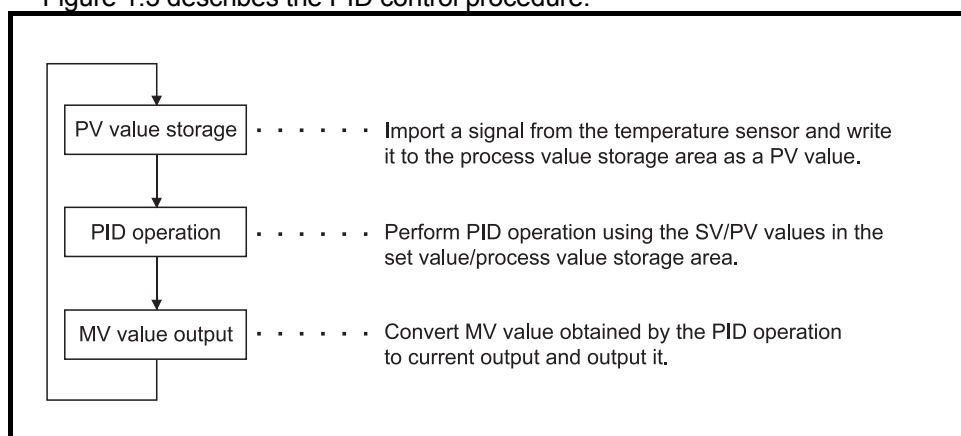 Figure 1.3 describes the PID control procedure.
PV value storage . . . . . . Import a signal from the temperature sensor and write
it to the process value storage area as a PV value.
PID operation . . . . . . Perform PID operation using the SV/PV values in the
set value/process value storage area.
MV value output . . . . . . Convert MV value obtained by the PID operation
to current output and output it.